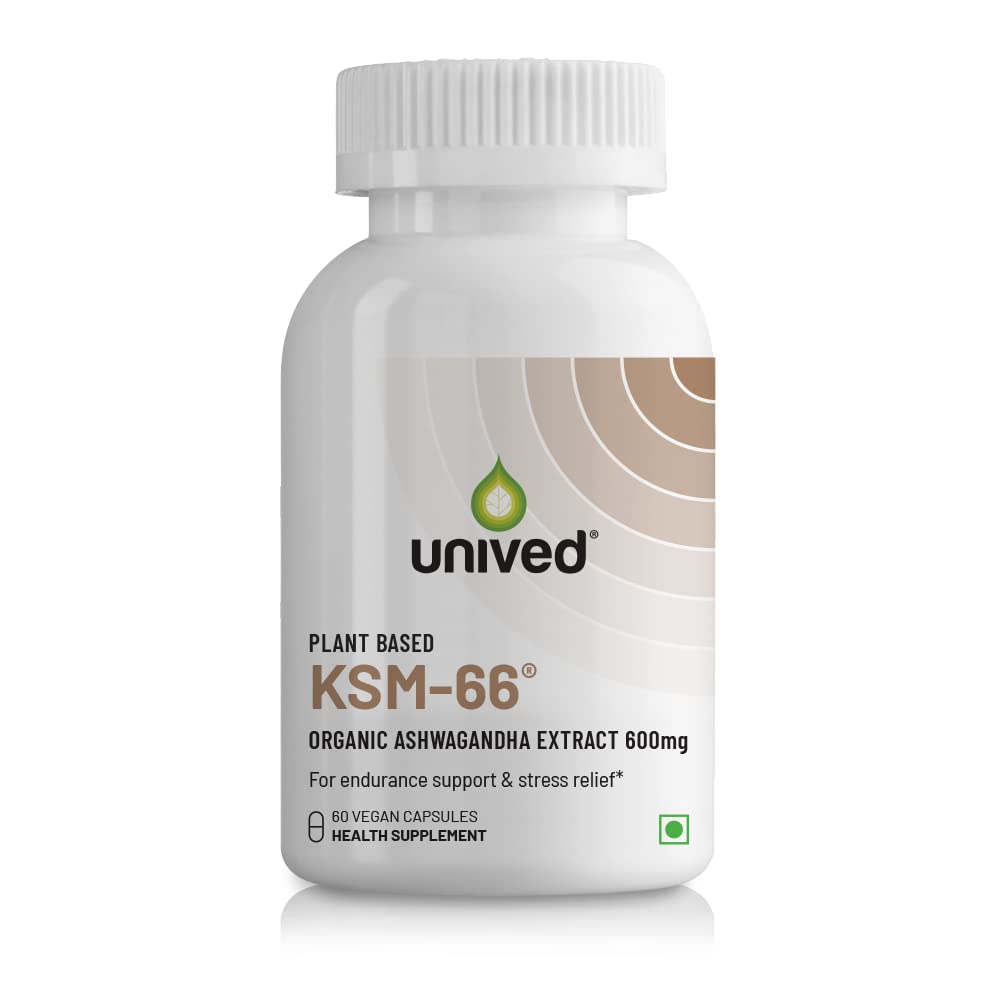 unived®
PLANT BASED
KSM-66®
ORGANIC ASHWAGANDHA EXTRACT 600mg
For endurance support & stress relief*
60 VEGAN CAPSULES
HEALTH SUPPLEMENT